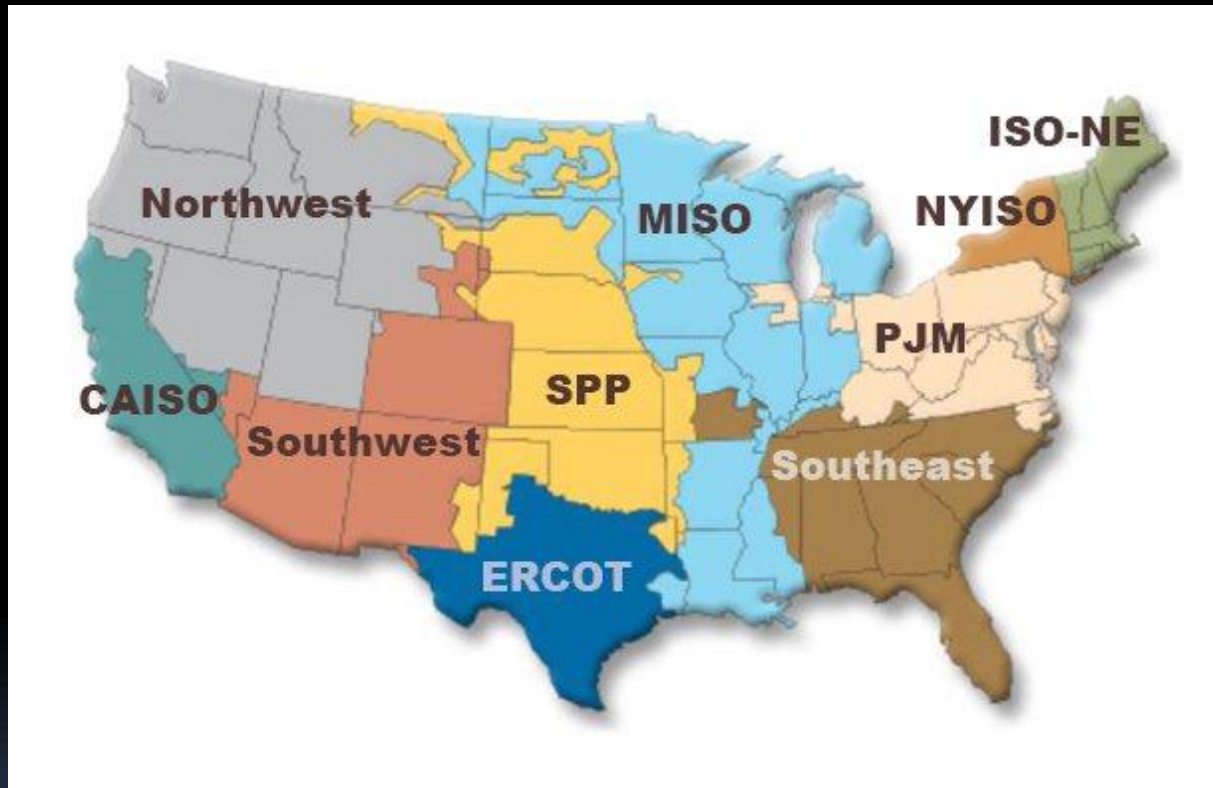 ISO-NE
Northwest
MISO
NYISO
PJM
CAISO
SPP
Southwest
Southeast
ERCOT